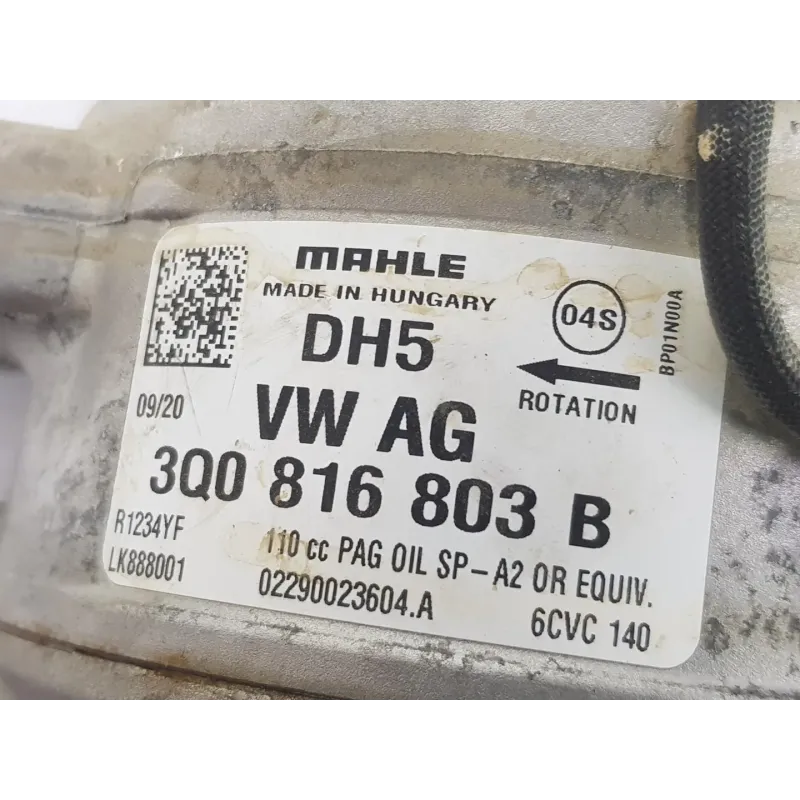 MAHLE
MADE IN HUNGARY
04S
DH5
BP01N00A
ROTATION
09/20
VW AG
3Q0 816 803 B
R1234YF
110 cc PAG OIL SP-A2 OR EQUIV.
LK888001
02290023604.A
6CVC 140